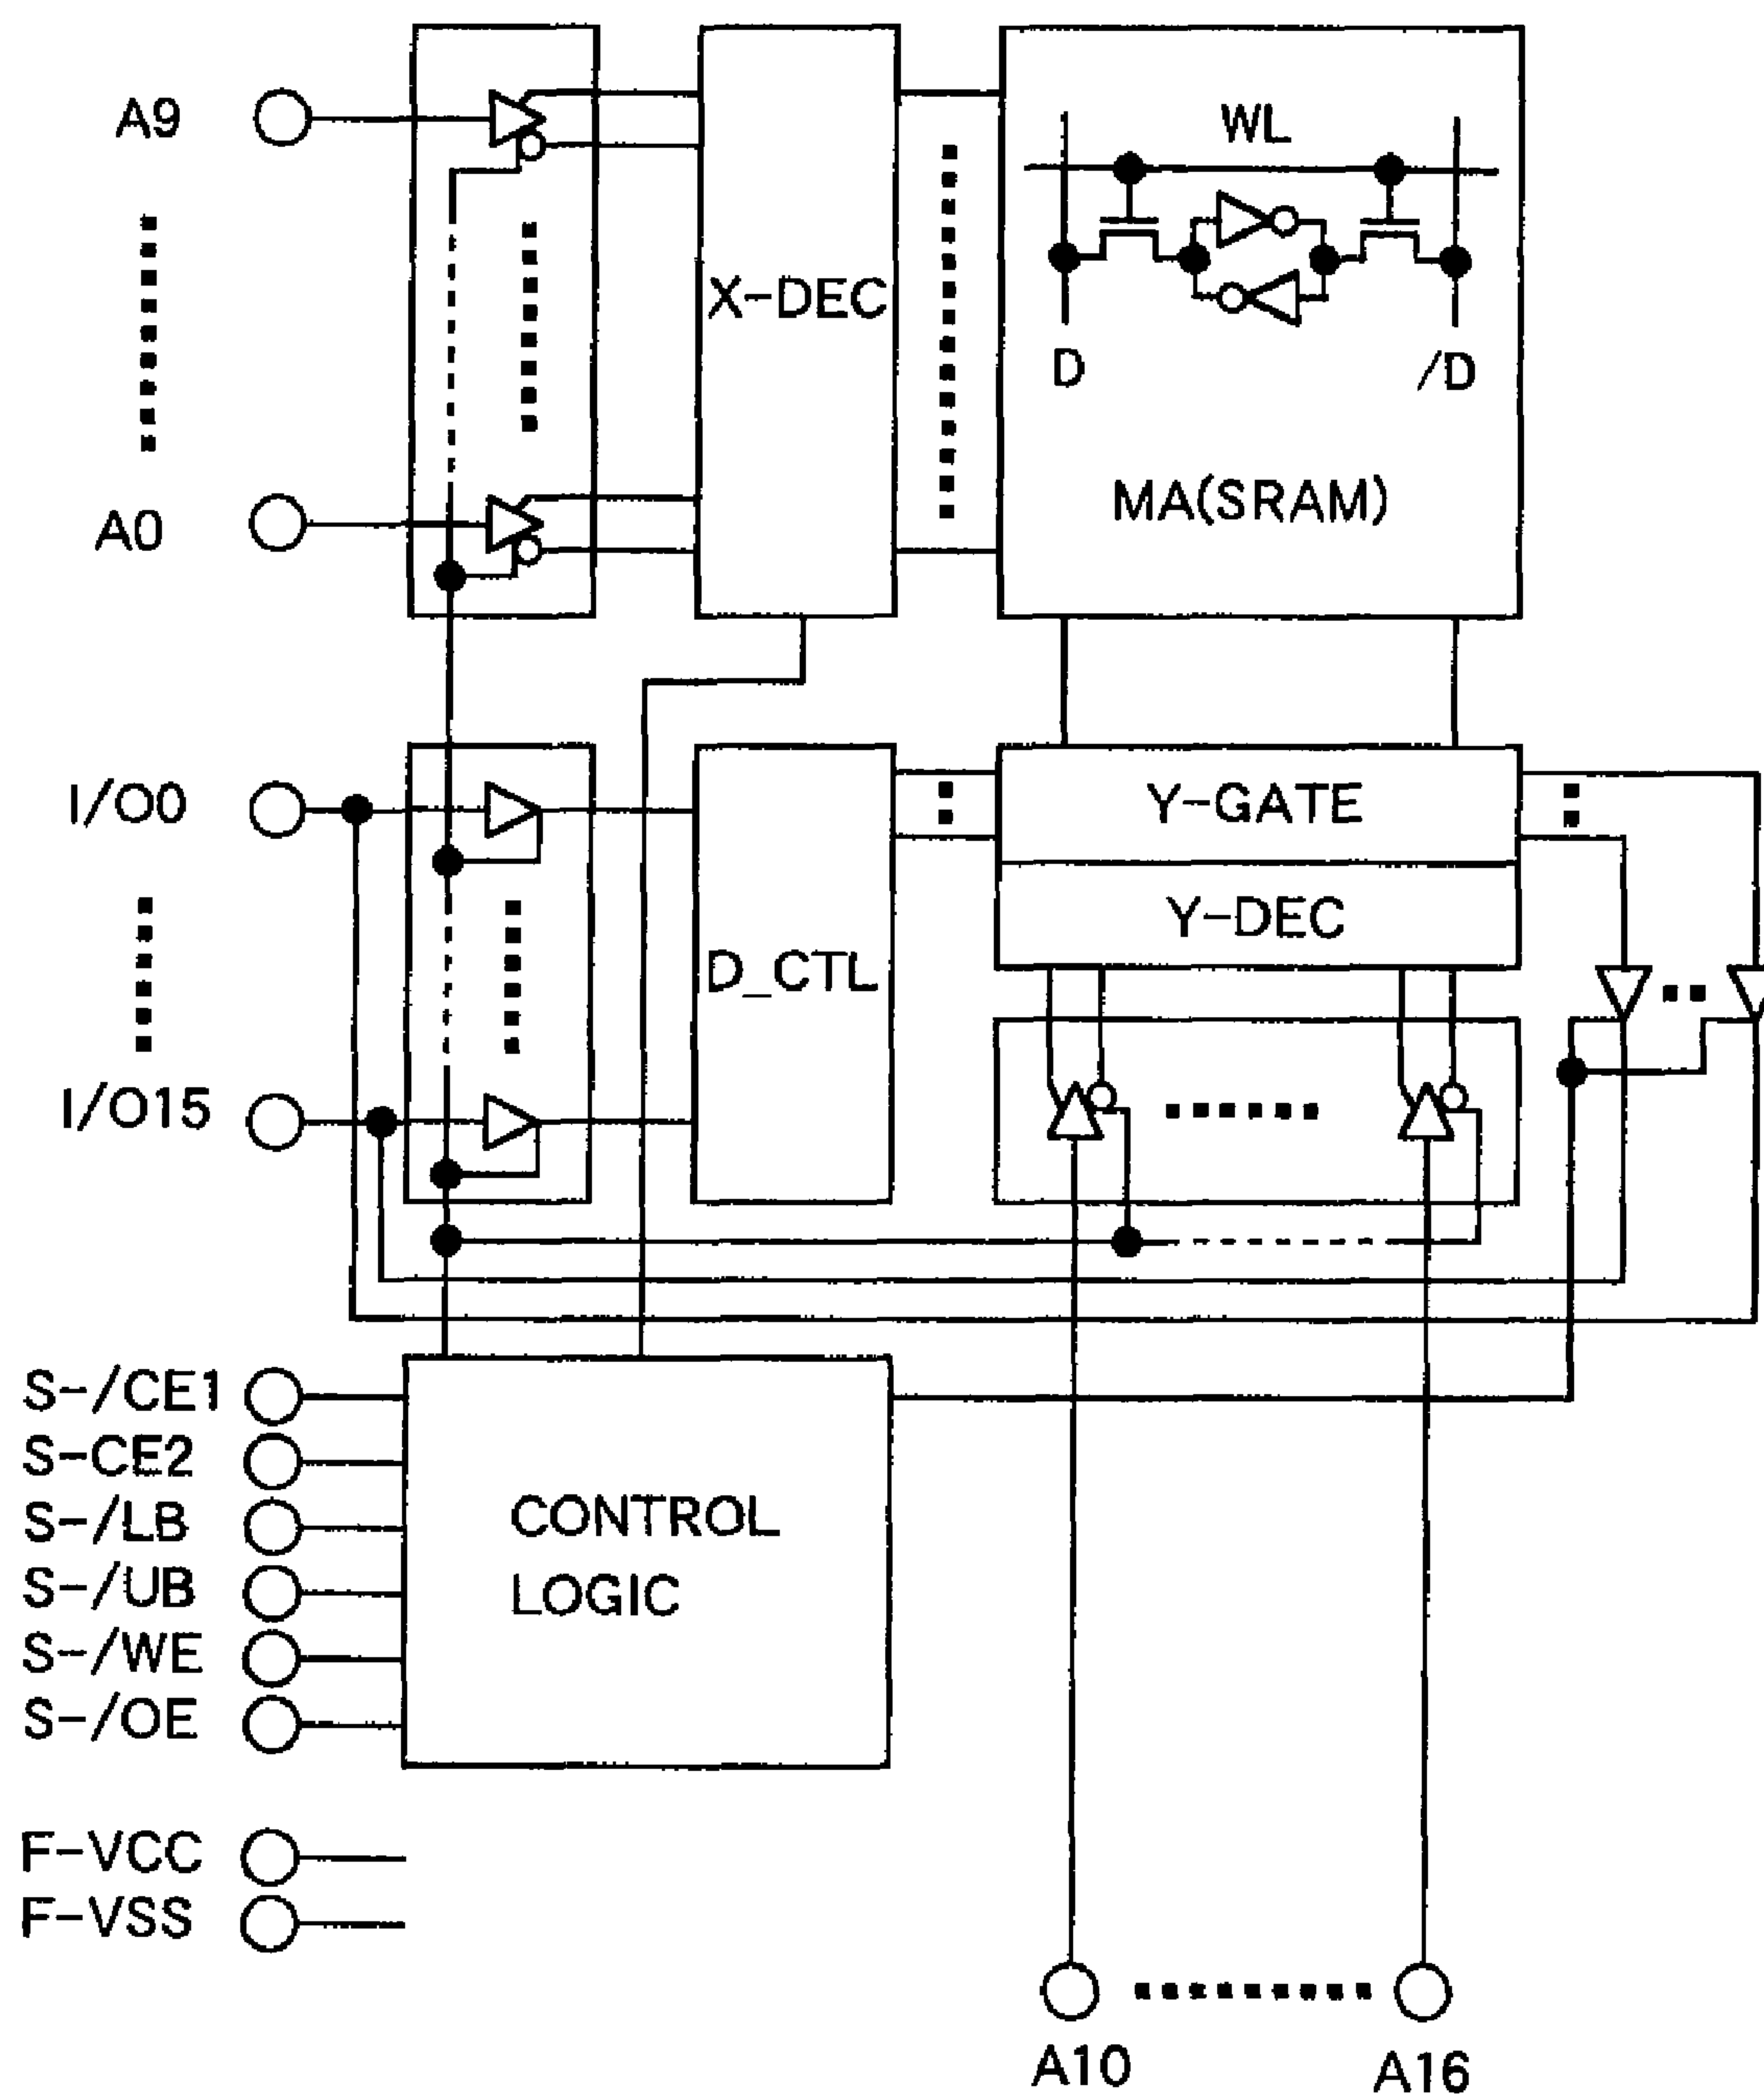 A9
WL
X-DEC
D
/D
MA(SRAM)
A0
I/O0
Y-GATE
Y-DEC
D_CTL
I/O15
S-/CE1
S-CE2
S-/LB
S-/UB
S-/WE
S-/OE
CONTROL
LOGIC
F-VCC
F-VSS
A10
A16